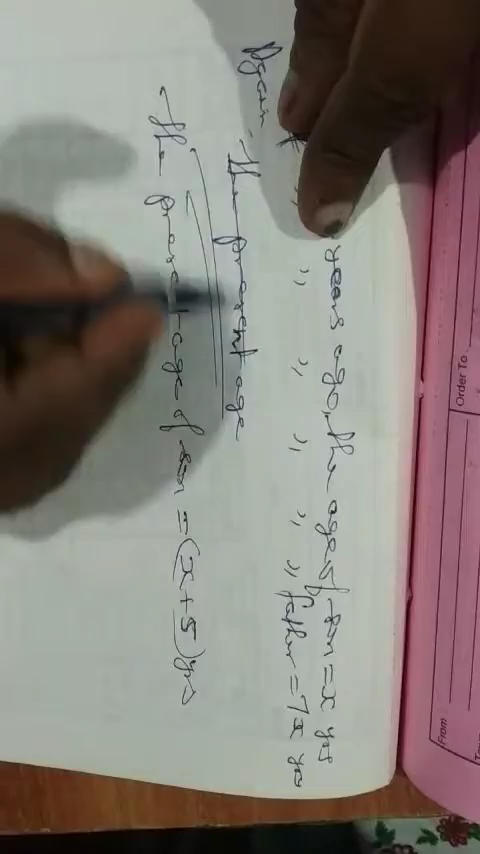 years ago, the age of son = x yrs
" " " " " father = 7x yrs
Again, the present age
The present age of son = (x + 5) yrs
Order To
From